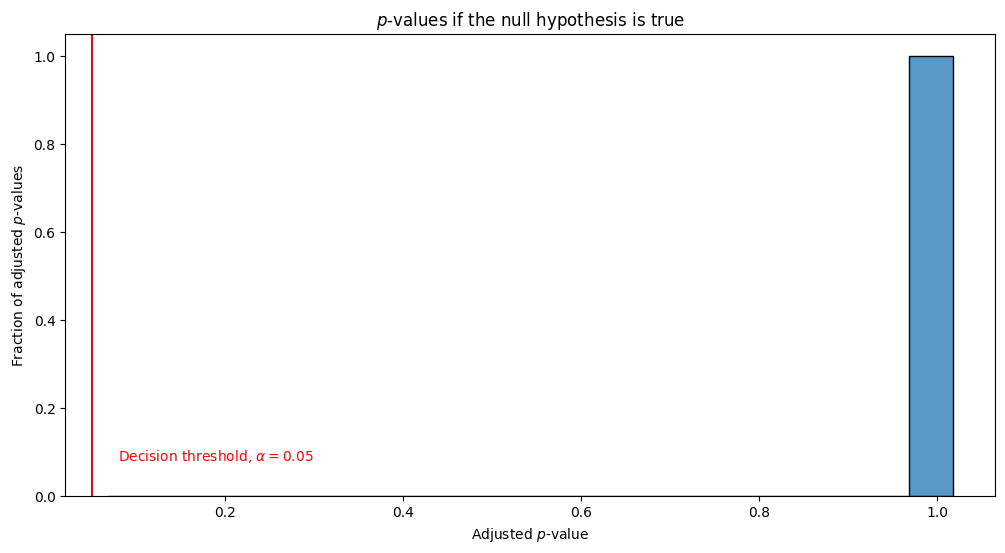 p-values if the null hypothesis is true
1.0
0.8
0.6
0.4
0.2
0.0
Fraction of adjusted p-values
Decision threshold, α = 0.05
0.2 0.4 0.6 0.8 1.0
Adjusted p-value